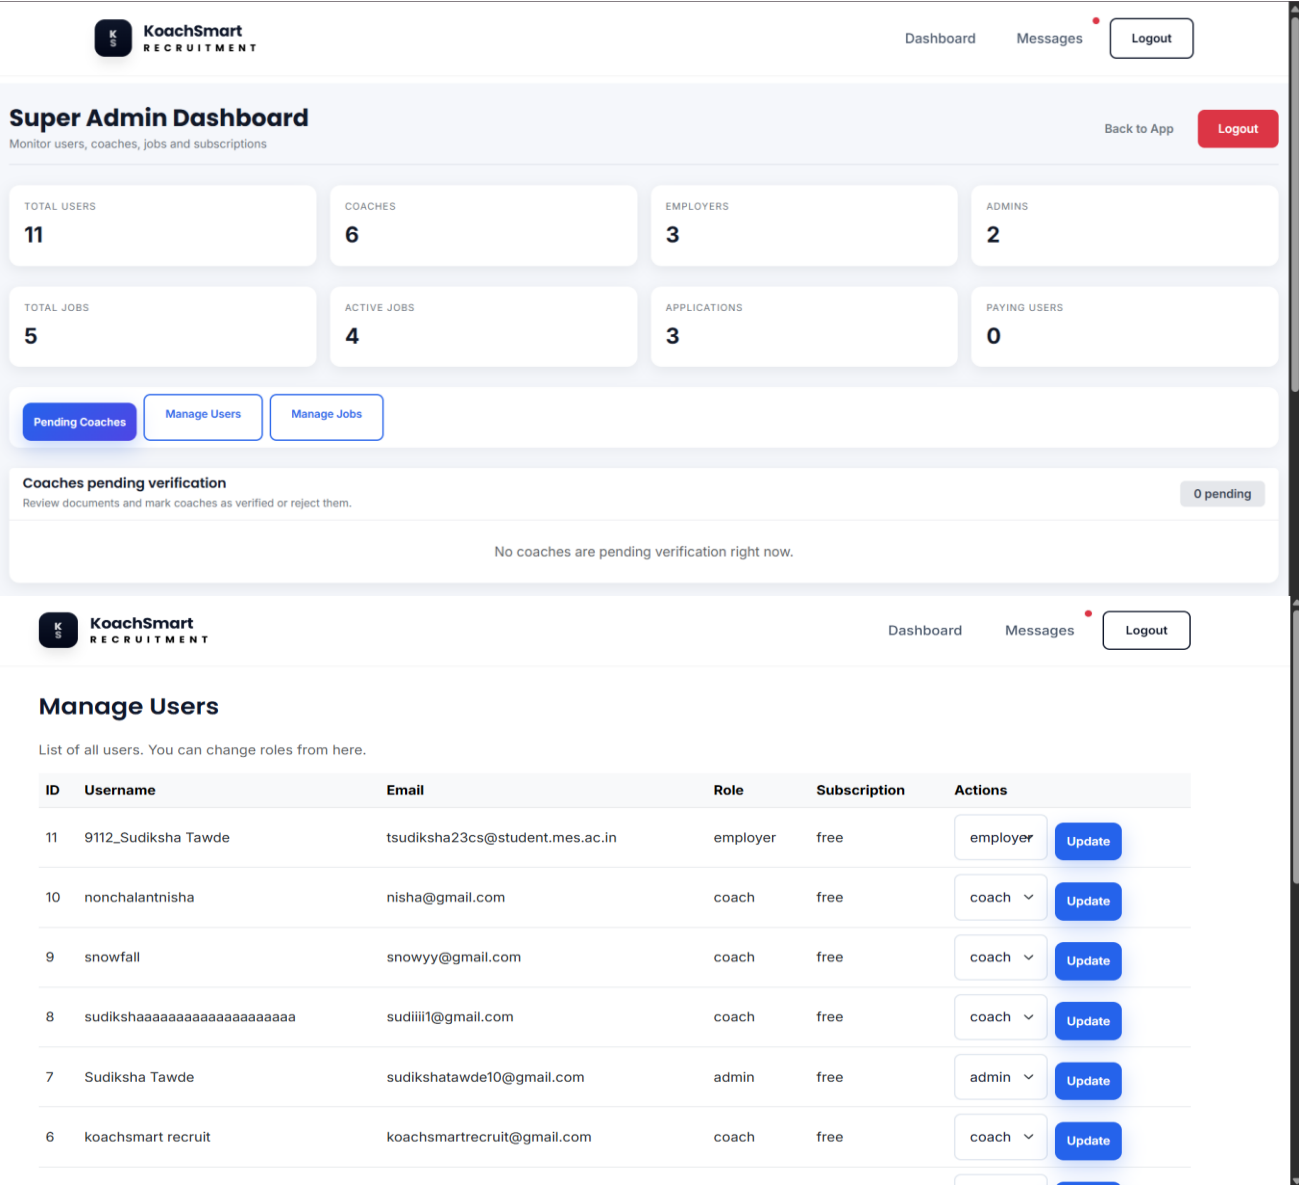 K
S
KoachSmart
RECRUITMENT
Dashboard
Messages
Logout
Super Admin Dashboard
Monitor users, coaches, jobs and subscriptions
Back to App
Logout
TOTAL USERS
11
COACHES
6
EMPLOYERS
3
ADMINS
2
TOTAL JOBS
5
ACTIVE JOBS
4
APPLICATIONS
3
PAYING USERS
0
Pending Coaches
Manage Users
Manage Jobs
Coaches pending verification
Review documents and mark coaches as verified or reject them.
0 pending
No coaches are pending verification right now.
K
S
KoachSmart
RECRUITMENT
Dashboard
Messages
Logout
Manage Users
List of all users. You can change roles from here.
ID Username Email Role Subscription Actions
11 9112_Sudiksha Tawde tsudiksha23cs@student.mes.ac.in employer free employer Update
10 nonchalantnisha nisha@gmail.com coach free coach Update
9 snowfall snowyy@gmail.com coach free coach Update
8 sudikshaaaaaaaaaaaaaaaaaaaa sudiiii1@gmail.com coach free coach Update
7 Sudiksha Tawde sudikshatawde10@gmail.com admin free admin Update
6 koachsmart recruit koachsmartrecruit@gmail.com coach free coach Update